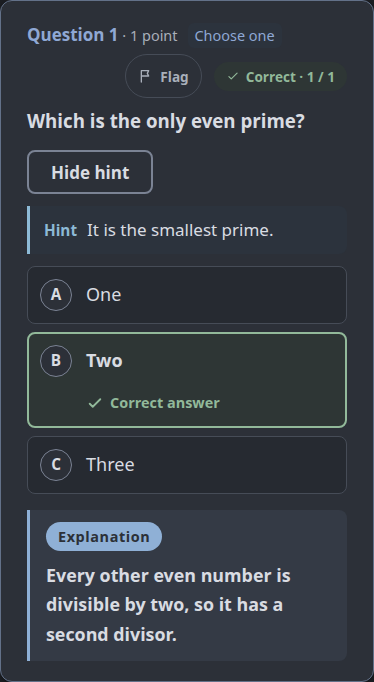 Question 1 · 1 point Choose one
Flag
Correct · 1 / 1
Which is the only even prime?
Hide hint
Hint It is the smallest prime.
A One
B Two
Correct answer
C Three
Explanation
Every other even number is
divisible by two, so it has a
second divisor.